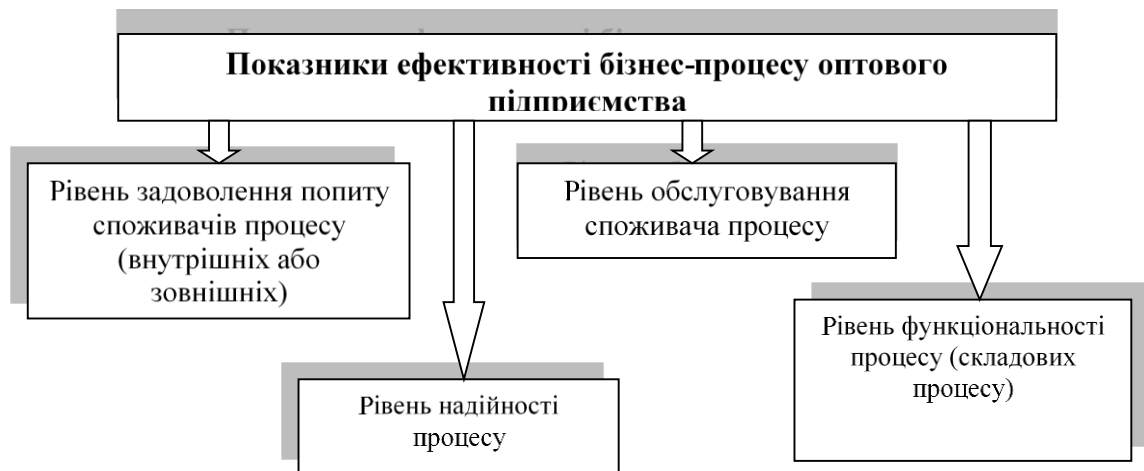 Показники ефективності бізнес-процесу оптового
підприємства
Рівень задоволення попиту
споживачів процесу
(внутрішніх або
зовнішніх)
Рівень обслуговування
споживача процесу
Рівень надійності
процесу
Рівень функціональності
процесу (складових
процесу)